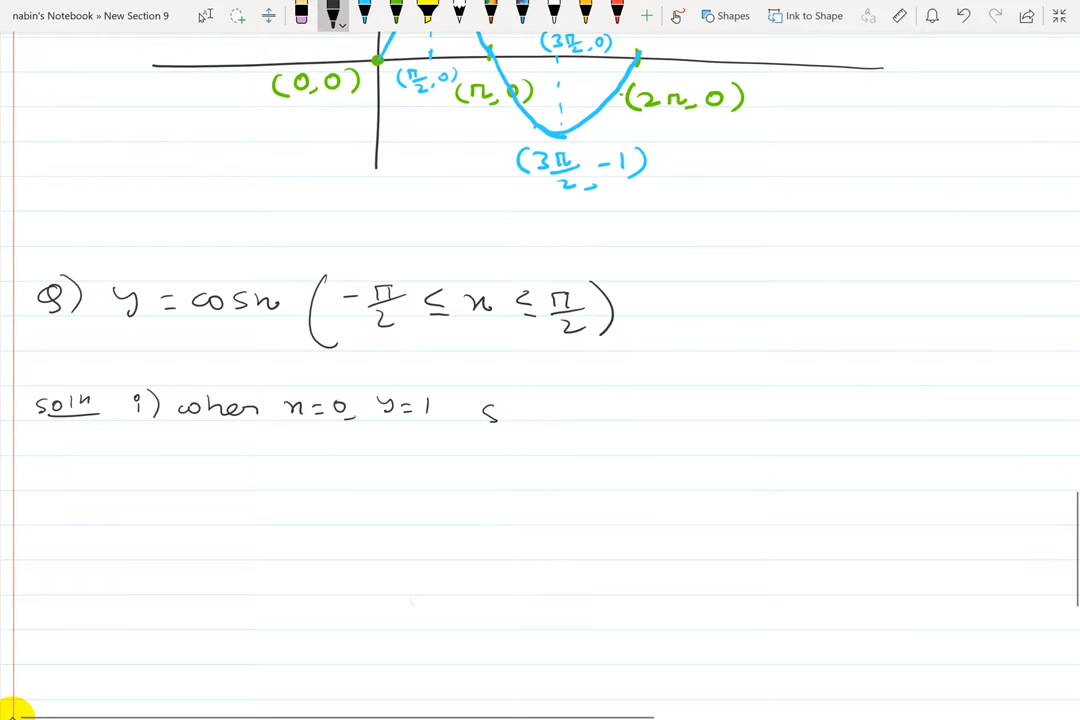 nabin's Notebook » New Section 9
Shapes
Ink to Shape
(3π/2, 0)
(0,0) (π/2, 0) (π, 0) (2π, 0)
(3π/2, -1)
Q) y = cosx (-π/2 ≤ x ≤ π/2)
soln i) when x=0, y=1 S